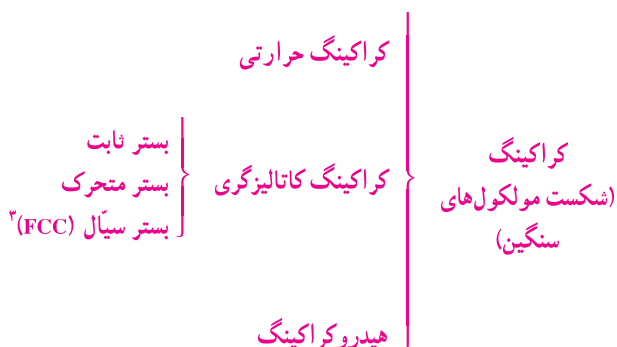 کراکینگ
(شکست مولکول‌های
سنگین)
کراکینگ حرارتی
کراکینگ کاتالیزگری
بستر ثابت
بستر متحرک
بستر سیّال (FCC)۳
هیدروکراکینگ